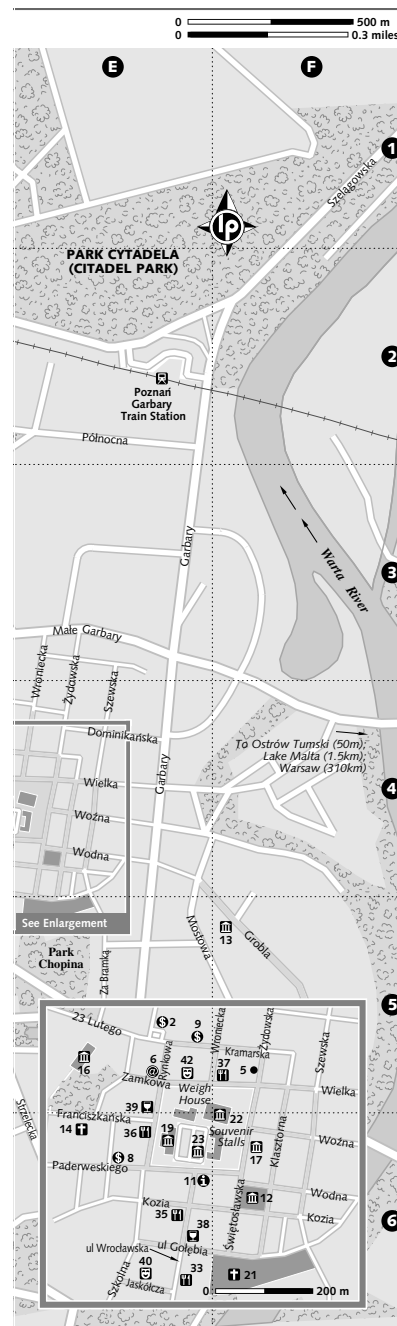 0 500 m
0 0.3 miles
E F
1
Szelągowska
lp
PARK CYTADELA
(CITADEL PARK)
2
Poznań
Garbary
Train Station
Północna
Garbary
3
Warta River
Małe Garbary
Wroniecka
Żydowska
Szewska
Dominikańska
To Ostrów Tumski (50m);
Lake Malta (1.5km);
Warsaw (310km)
Garbary
4
Wielka
Woźna
Wodna
See Enlargement
Mostowa
13
Grobla
Park
Chopina
Za Bramką
5
23 Lutego
2
9
Wroniecka
Żydowska
Szewska
Kramarska
16
6
Rynkowa
42
37
5
Zamkowa
Weigh
House
Wielka
39
Franciszkańska
22
Souvenir
Stalls
Strzelecka
14
36
19
23
17
Klasztorna
Woźna
8
Paderweskiego
11
12
Wodna
Kozia
Kozia
35
Świętosławska
6
38
ul Wrocławska
ul Gołębia
40
33
21
Szkolna
Jaskółcza
0 200 m